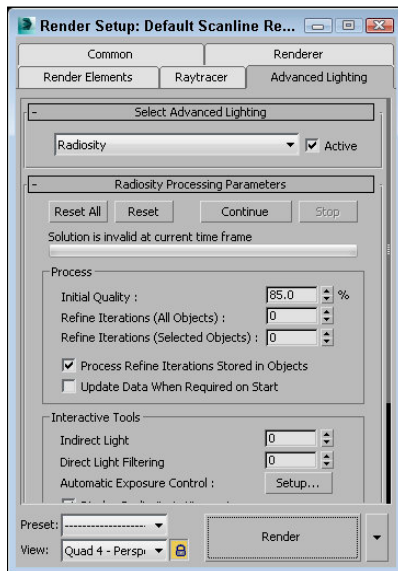 Render Setup: Default Scanline Re...
Common Renderer
Render Elements Raytracer Advanced Lighting
- Select Advanced Lighting
Radiosity Active
- Radiosity Processing Parameters
Reset All Reset Continue Stop
Solution is invalid at current time frame
Process
Initial Quality : 85.0 %
Refine Iterations (All Objects) : 0
Refine Iterations (Selected Objects) : 0
Process Refine Iterations Stored in Objects
Update Data When Required on Start
Interactive Tools
Indirect Light 0
Direct Light Filtering 0
Automatic Exposure Control : Setup...
Preset: --------------------
Render
View: Quad 4 - Persp